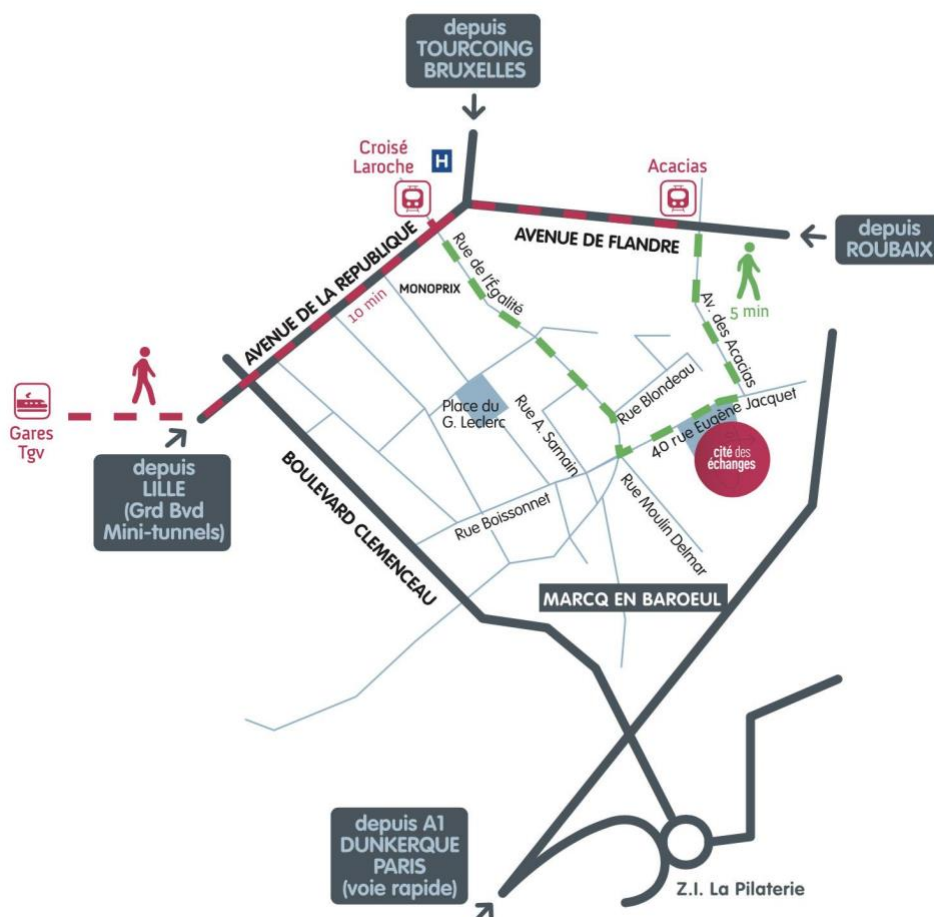 depuis
TOURCOING
BRUXELLES
Croisé
Laroche
H
Acacias
AVENUE DE FLANDRE
depuis
ROUBAIX
AVENUE DE LA REPUBLIQUE
10 min
MONOPRIX
Rue de l'Égalité
Av. des Acacias
5 min
Gares
Tgv
depuis
LILLE
(Grd Bvd
Mini-tunnels)
Place du
G. Leclerc
Rue A. Samain
Rue Blondeau
40 rue Eugène Jacquet
cité des
échanges
BOULEVARD CLEMENCEAU
Rue Boissonnet
Rue Moulin Delmar
MARCQ EN BAROEUL
depuis A1
DUNKERQUE
PARIS
(voie rapide)
Z.I. La Pilaterie